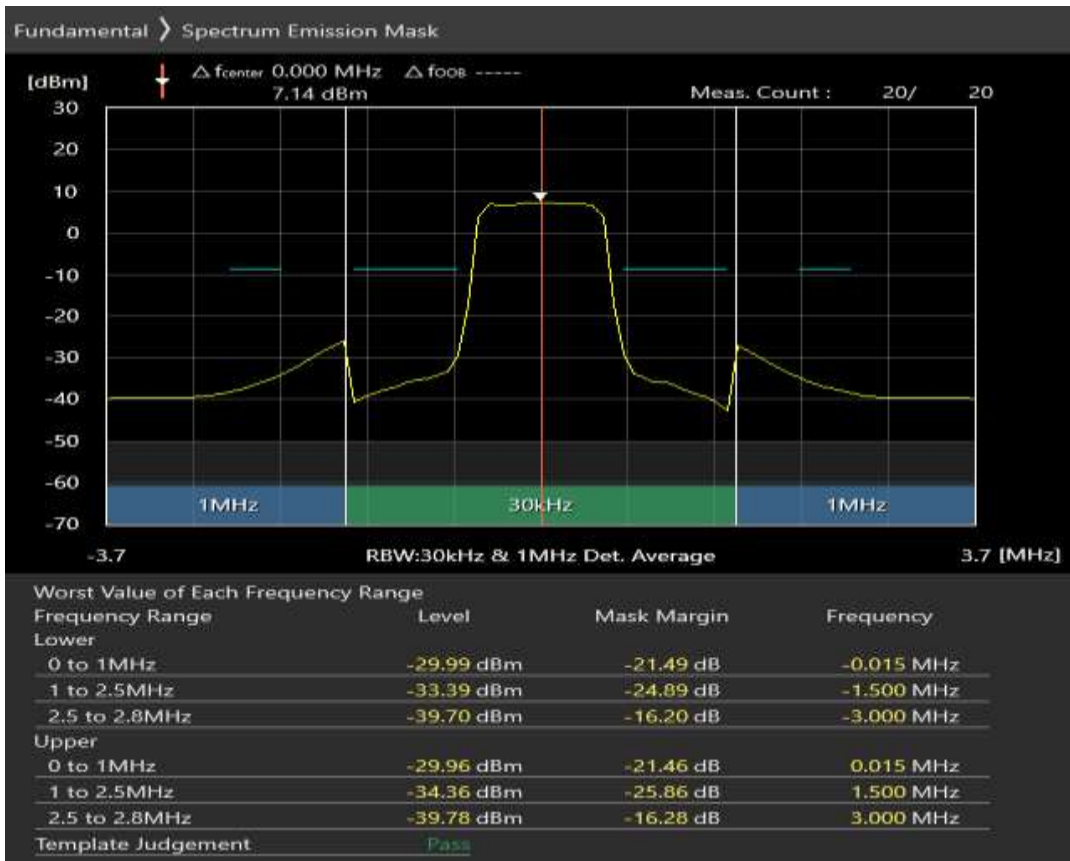 Fundamental 〉 Spectrum Emission Mask
[dBm] △ fcenter 0.000 MHz △ fOOB -----
7.14 dBm Meas. Count : 20/ 20
30
20
10
0
-10
-20
-30
-40
-50
-60
1MHz 30kHz 1MHz
-70
-3.7 RBW:30kHz & 1MHz Det. Average 3.7 [MHz]
Worst Value of Each Frequency Range
Frequency Range Level Mask Margin Frequency
Lower
0 to 1MHz -29.99 dBm -21.49 dB -0.015 MHz
1 to 2.5MHz -33.39 dBm -24.89 dB -1.500 MHz
2.5 to 2.8MHz -39.70 dBm -16.20 dB -3.000 MHz
Upper
0 to 1MHz -29.96 dBm -21.46 dB 0.015 MHz
1 to 2.5MHz -34.36 dBm -25.86 dB 1.500 MHz
2.5 to 2.8MHz -39.78 dBm -16.28 dB 3.000 MHz
Template Judgement Pass